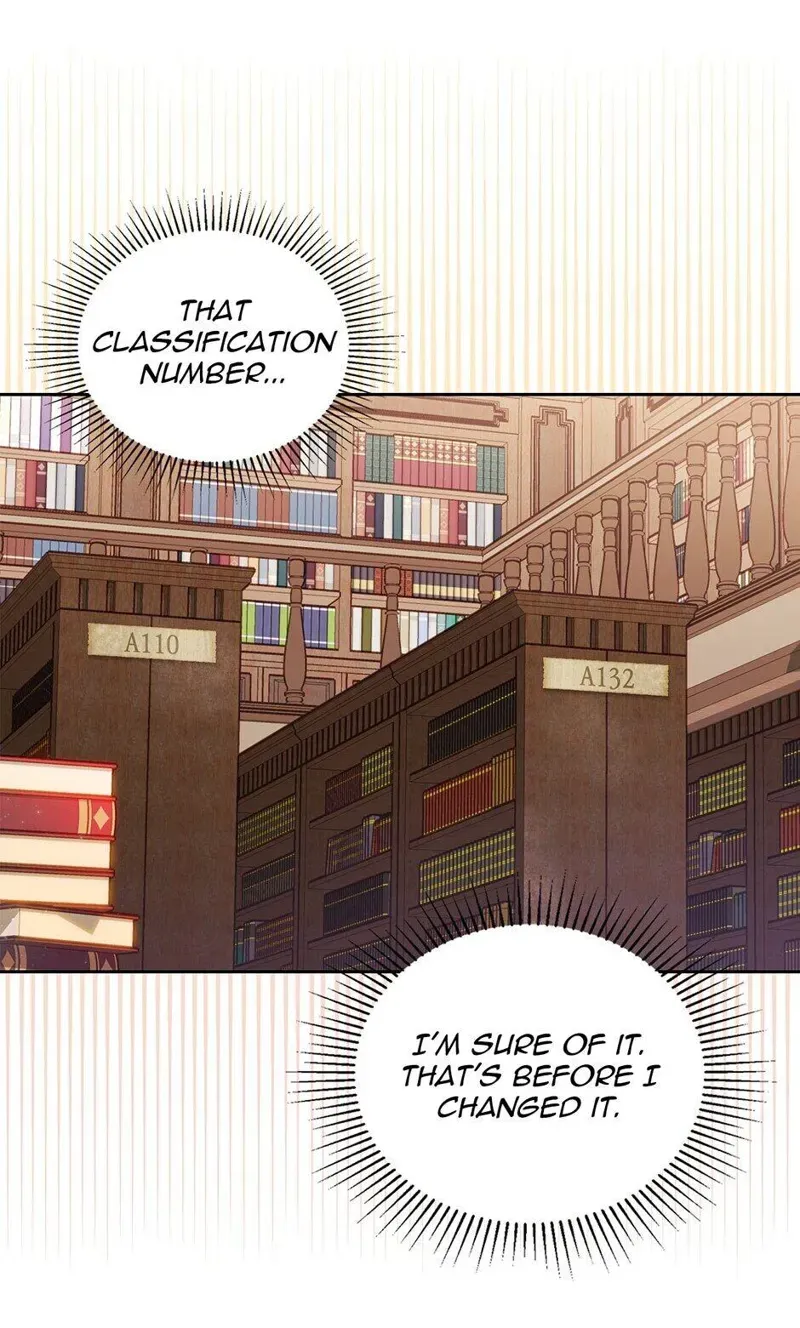 THAT
CLASSIFICATION
NUMBER...
A110
A132
I'M SURE OF IT.
THAT'S BEFORE I
CHANGED IT.